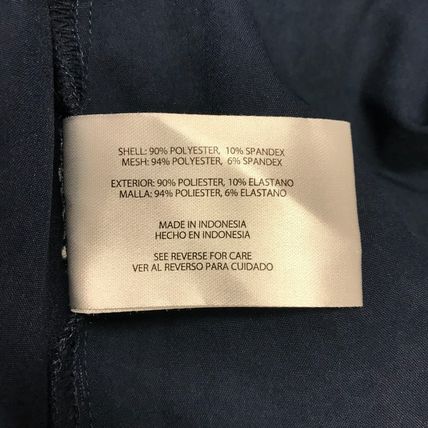 SHELL: 90% POLYESTER, 10% SPANDEX
MESH: 94% POLYESTER, 6% SPANDEX
EXTERIOR: 90% POLIESTER, 10% ELASTANO
MALLA: 94% POLIESTER, 6% ELASTANO
MADE IN INDONESIA
HECHO EN INDONESIA
SEE REVERSE FOR CARE
VER AL REVERSO PARA CUIDADO